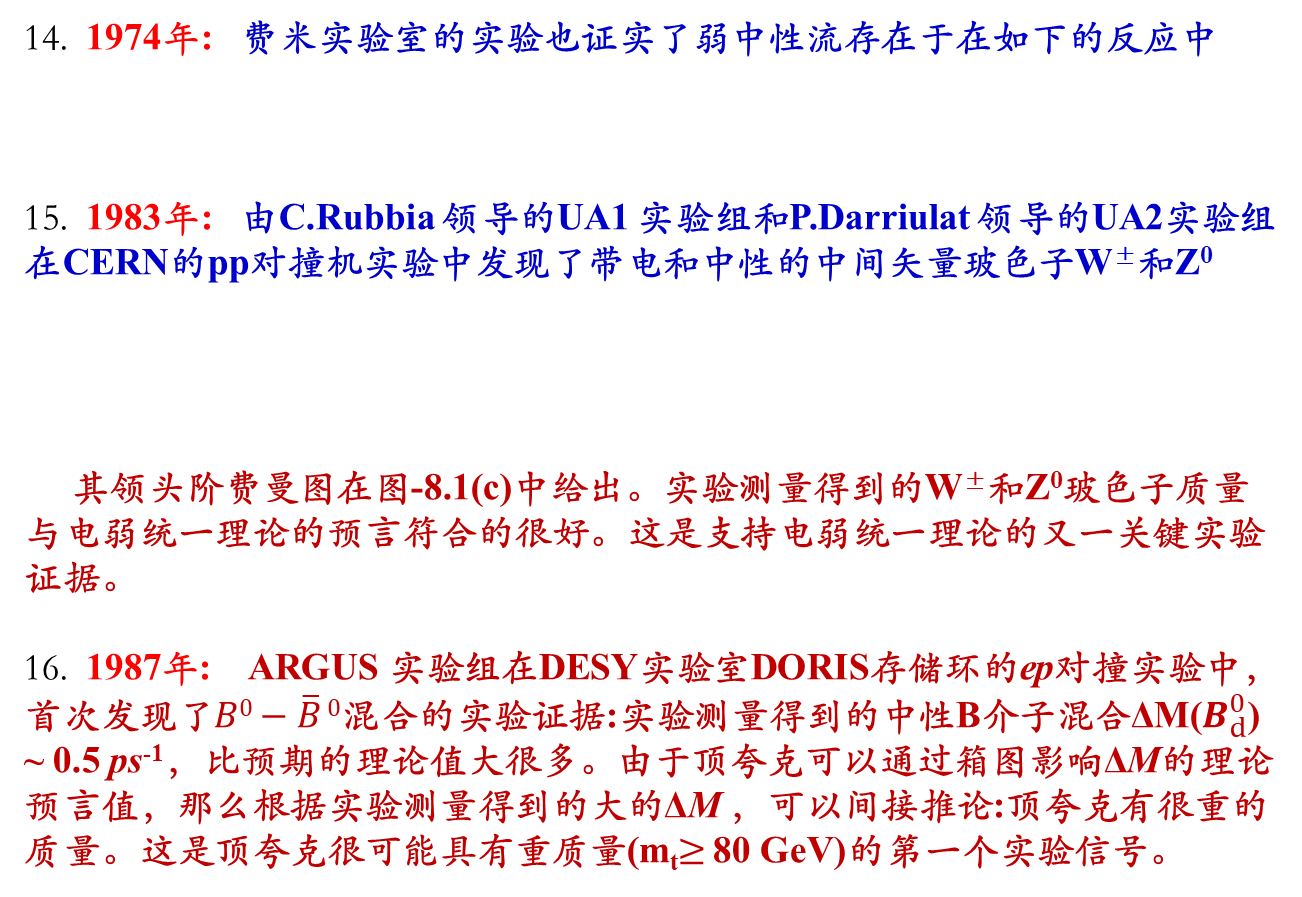 14. 1974年： 费米实验室的实验也证实了弱中性流存在于在如下的反应中
15. 1983年： 由C.Rubbia 领导的UA1 实验组和P.Darriulat 领导的UA2实验组
在CERN的pp对撞机实验中发现了带电和中性的中间矢量玻色子W±和Z⁰
其领头阶费曼图在图-8.1(c)中给出。实验测量得到的W±和Z⁰玻色子质量
与电弱统一理论的预言符合的很好。这是支持电弱统一理论的又一关键实验
证据。
16. 1987年： ARGUS 实验组在DESY实验室DORIS存储环的ep对撞实验中，
首次发现了B⁰ − B̄ ⁰混合的实验证据:实验测量得到的中性B介子混合ΔM(B⁰d)
~ 0.5 ps⁻¹，比预期的理论值大很多。由于顶夸克可以通过箱图影响ΔM的理论
预言值，那么根据实验测量得到的大的ΔM，可以间接推论:顶夸克有很重的
质量。这是顶夸克很可能具有重质量(mt≥ 80 GeV)的第一个实验信号。